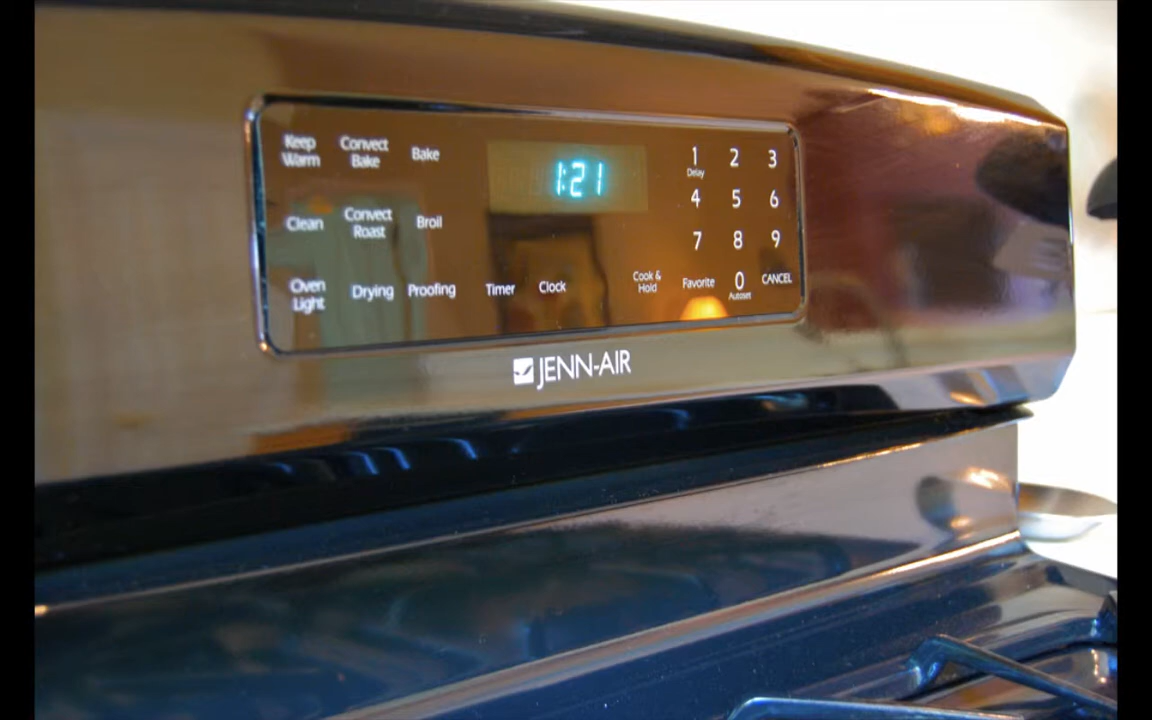 Keep Warm
Convect Bake
Bake
1:21
1
Delay
2
3
Clean
Convect Roast
Broil
4
5
6
7
8
9
Oven Light
Drying
Proofing
Timer
Clock
Cook & Hold
Favorite
0
Autoset
CANCEL
JENN-AIR